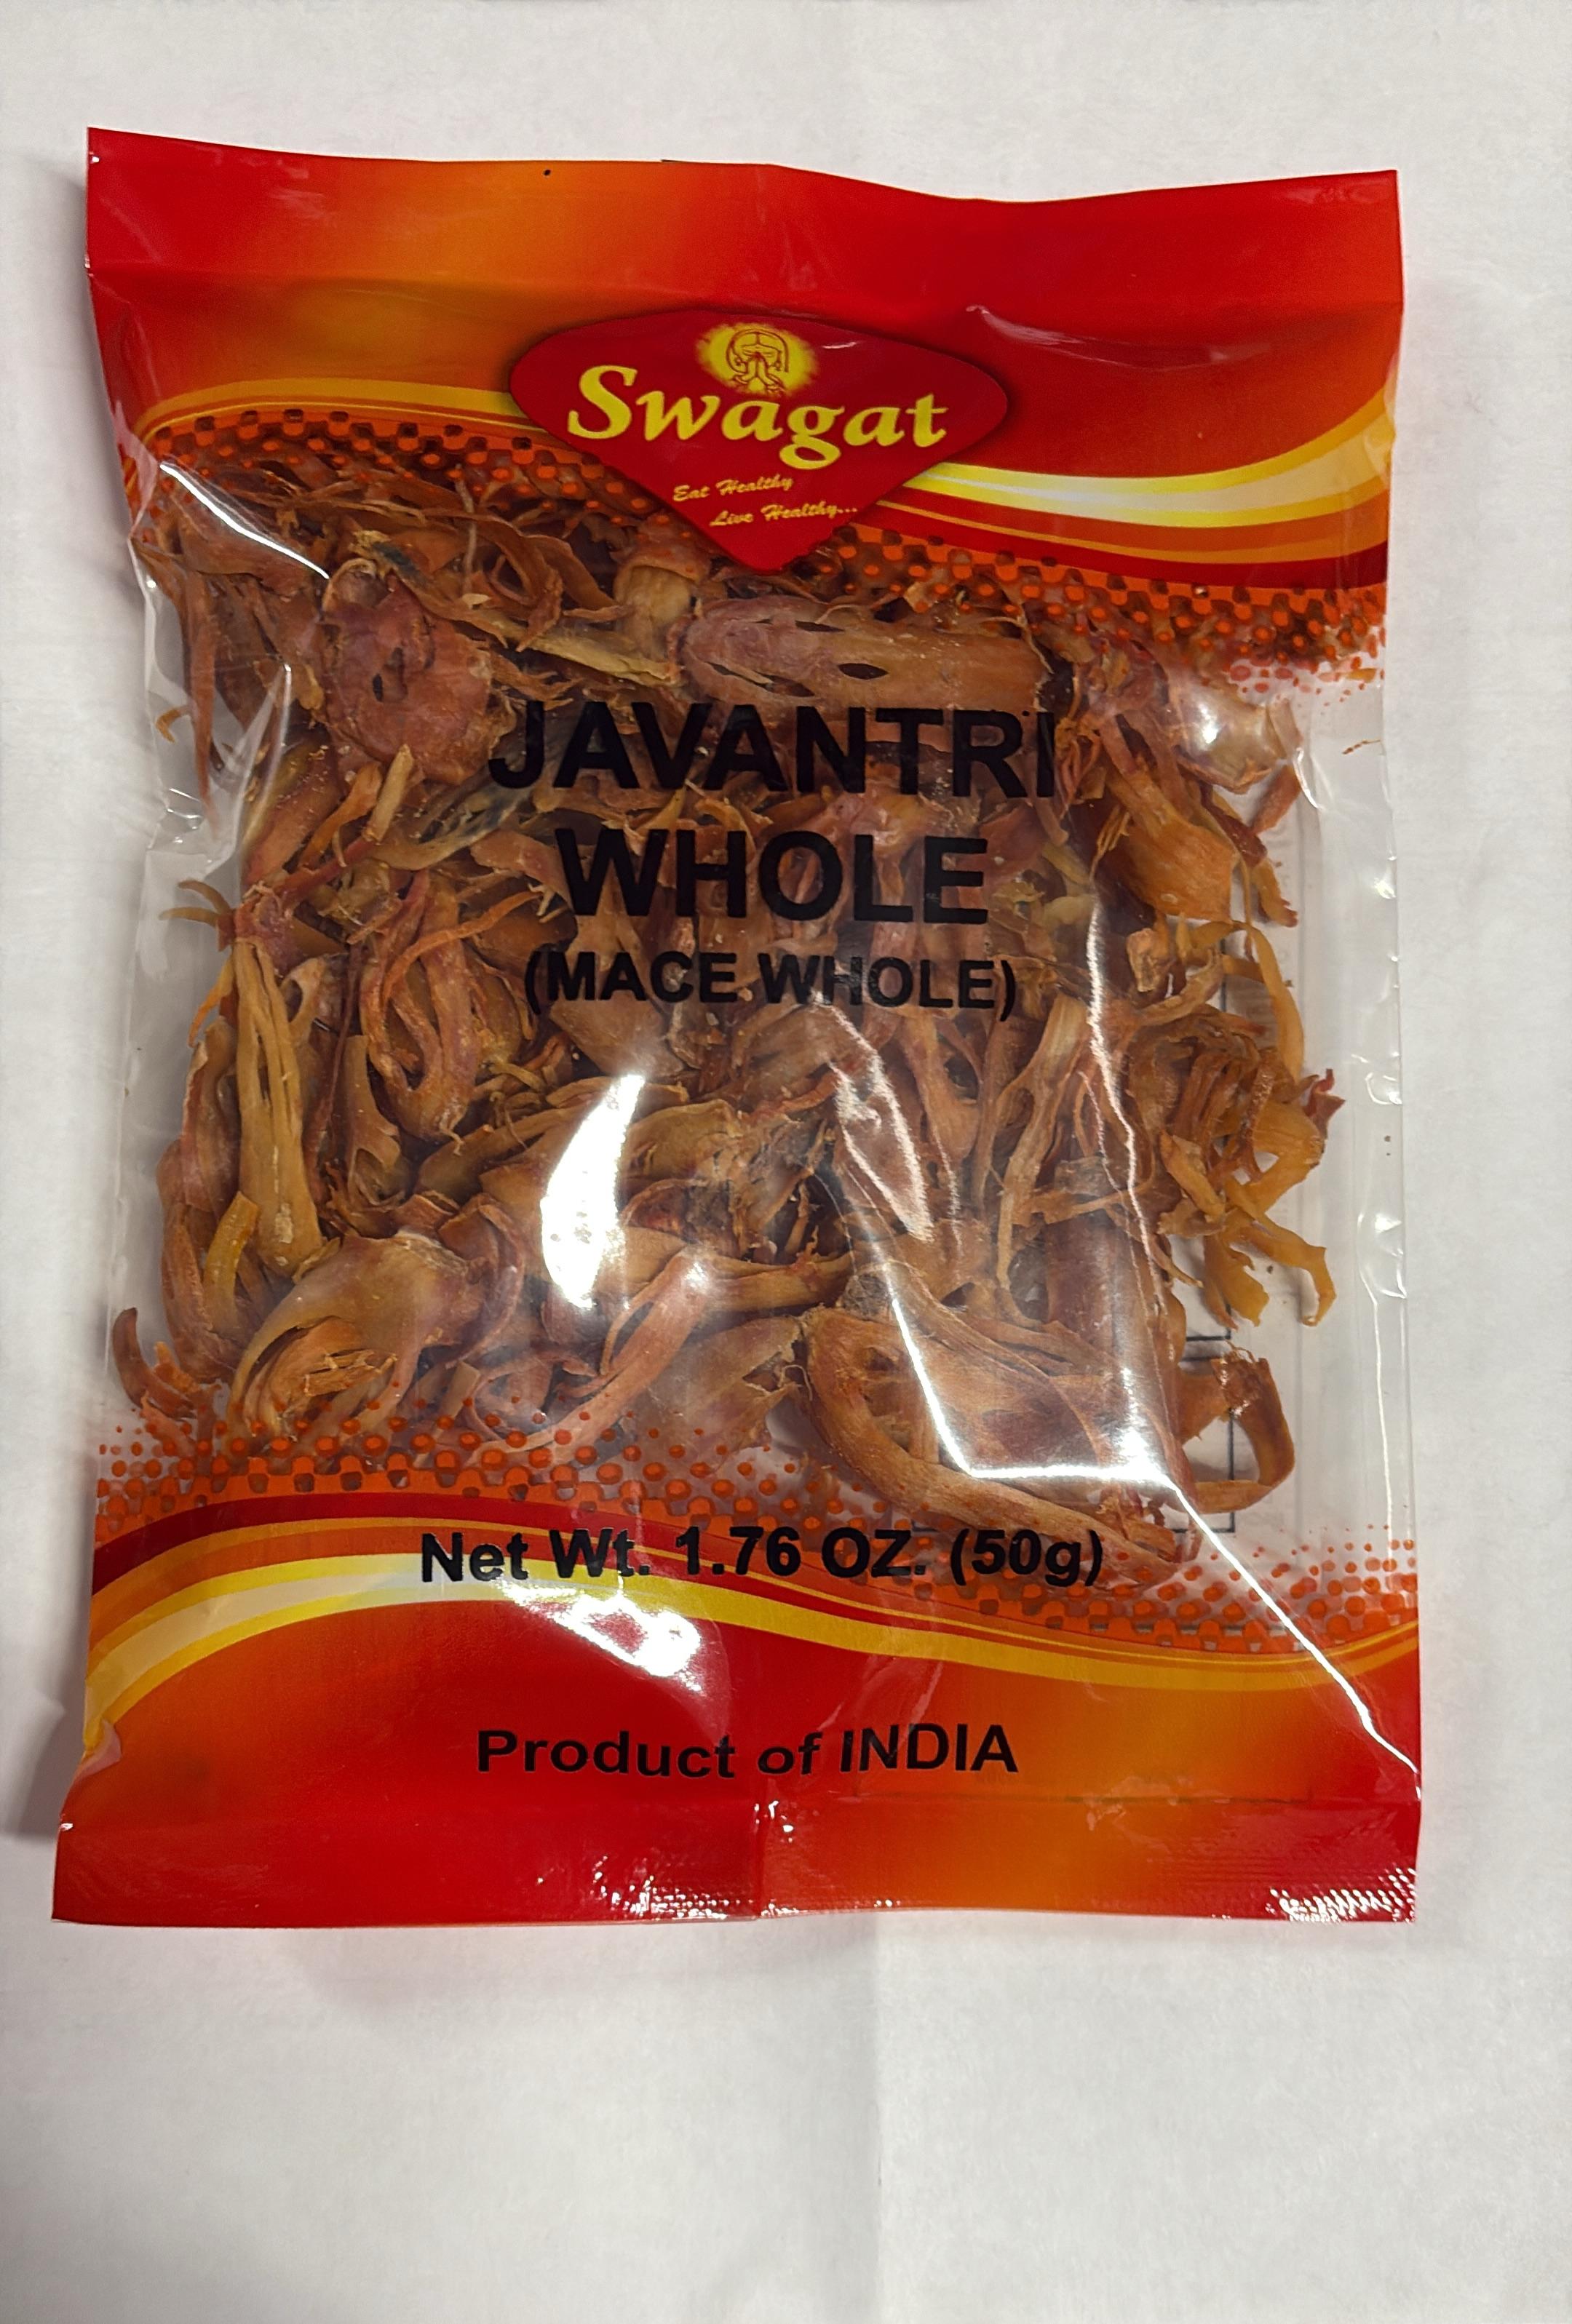 Swagat
Eat Healthy
Live Healthy...
JAVANTRI
WHOLE
(MACE WHOLE)
Net Wt. 1.76 OZ. (50g)
Product of INDIA